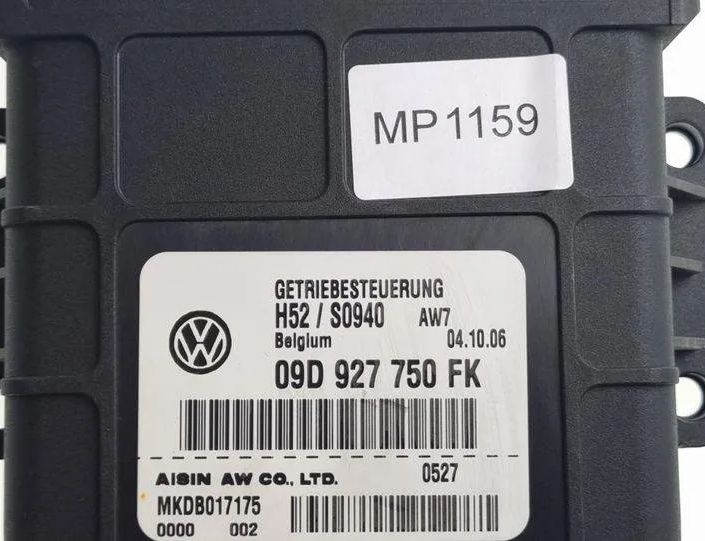 MP1159
GETRIEBESTEUERUNG
H52 / S0940 AW7
Belgium 04.10.06
09D 927 750 FK
AISIN AW CO., LTD. 0527
MKDB017175
0000 002